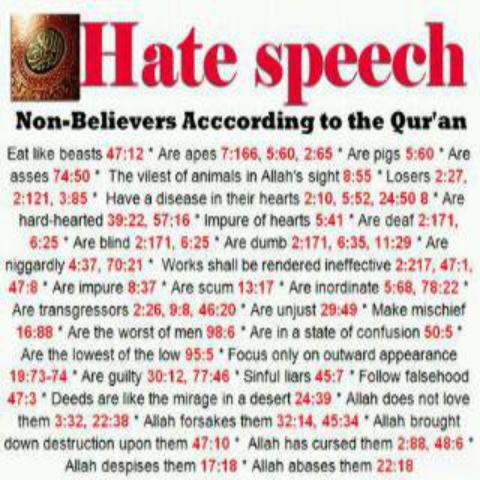 Hate speech
Non-Believers Acccording to the Qur'an
Eat like beasts 47:12 * Are apes 7:166, 5:60, 2:65 * Are pigs 5:60 * Are
asses 74:50 * The vilest of animals in Allah's sight 8:55 * Losers 2:27,
2:121, 3:85 * Have a disease in their hearts 2:10, 5:52, 24:50 8 * Are
hard-hearted 39:22, 57:16 * Impure of hearts 5:41 * Are deaf 2:171,
6:25 * Are blind 2:171, 6:25 * Are dumb 2:171, 6:35, 11:29 * Are
niggardly 4:37, 70:21 * Works shall be rendered ineffective 2:217, 47:1,
47:8 * Are impure 8:37 * Are scum 13:17 * Are inordinate 5:68, 78:22 *
Are transgressors 2:26, 9:8, 46:20 * Are unjust 29:49 * Make mischief
16:88 * Are the worst of men 98:6 * Are in a state of confusion 50:5 *
Are the lowest of the low 95:5 * Focus only on outward appearance
19:73-74 * Are guilty 30:12, 77:46 * Sinful liars 45:7 * Follow falsehood
47:3 * Deeds are like the mirage in a desert 24:39 * Allah does not love
them 3:32, 22:38 * Allah forsakes them 32:14, 45:34 * Allah brought
down destruction upon them 47:10 * Allah has cursed them 2:88, 48:6 *
Allah despises them 17:18 * Allah abases them 22:18